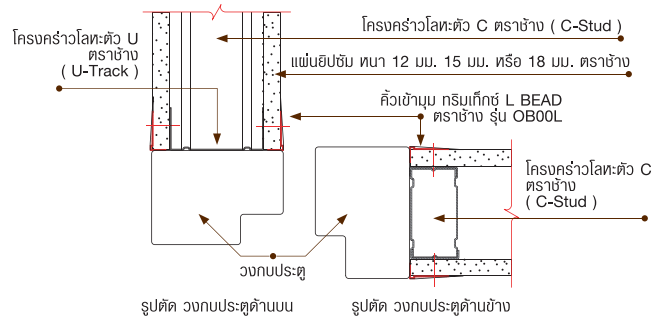 โครงคร่าวโลหะตัว U
ตราช้าง
( U-Track )
โครงคร่าวโลหะตัว C ตราช้าง ( C-Stud )
แผ่นยิปซัม หนา 12 มม. 15 มม. หรือ 18 มม. ตราช้าง
คิ้วเข้ามุม ทริมเท็กซ์ L BEAD
ตราช้าง รุ่น OB00L
โครงคร่าวโลหะตัว C
ตราช้าง
( C-Stud )
วงกบประตู
รูปตัด วงกบประตูด้านบน
รูปตัด วงกบประตูด้านข้าง